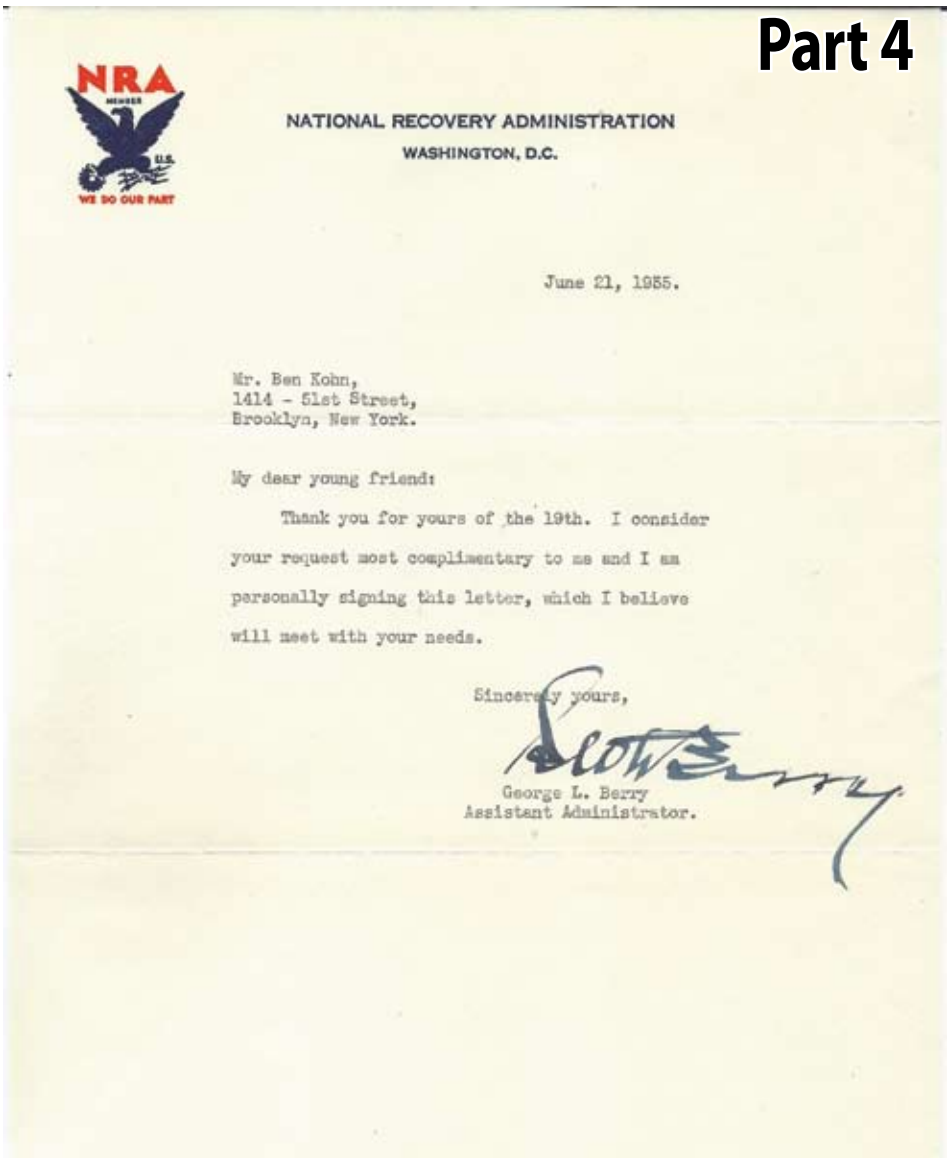 Part 4
NRA
MEMBER
U.S.
WE DO OUR PART
NATIONAL RECOVERY ADMINISTRATION
WASHINGTON, D.C.
June 21, 1935.
Mr. Ben Kohn,
1414 - 51st Street,
Brooklyn, New York.
My dear young friend:
Thank you for yours of the 19th. I consider
your request most complimentary to me and I am
personally signing this letter, which I believe
will meet with your needs.
Sincerely yours,
Berry
George L. Berry
Assistant Administrator.